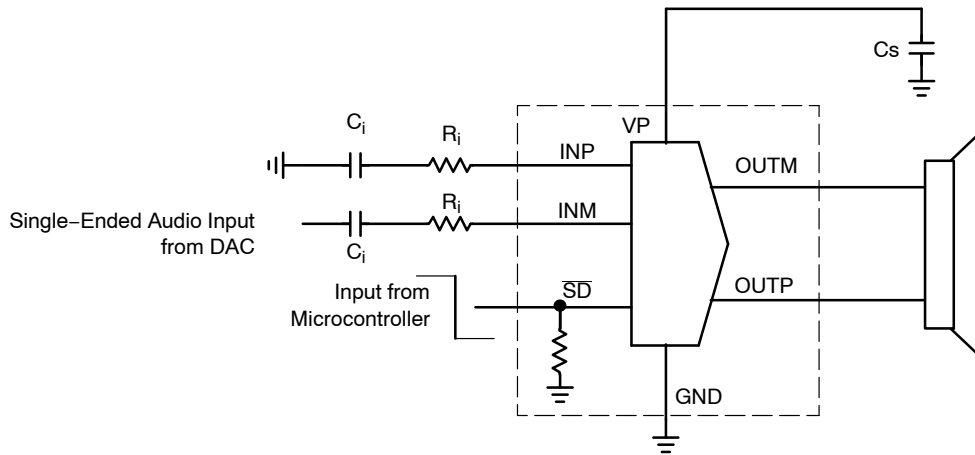 Cs
VP
Ci
Ri
INP
OUTM
Single−Ended Audio Input
from DAC
Ri
INM
Ci
SD
OUTP
Input from
Microcontroller
GND